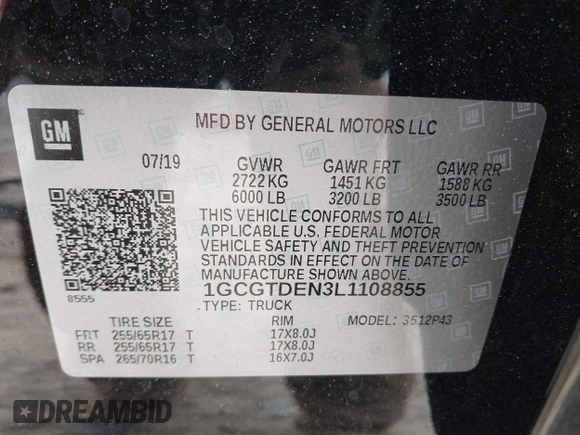 GM
MFD BY GENERAL MOTORS LLC
07/19 GVWR GAWR FRT GAWR RR
2722 KG 1451 KG 1588 KG
6000 LB 3200 LB 3500 LB
THIS VEHICLE CONFORMS TO ALL
APPLICABLE U.S. FEDERAL MOTOR
VEHICLE SAFETY AND THEFT PREVENTION
STANDARDS IN EFFECT ON THE DATE OF
MANUFACTURE SHOWN ABOVE.
8555 1GCGTDEN3L1108855
TYPE: TRUCK
TIRE SIZE RIM MODEL: 3512P43
FRT 255/65R17 T 17X8.0J
RR 255/65R17 T 17X8.0J
SPA 265/70R16 T 16X7.0J
DREAMBID